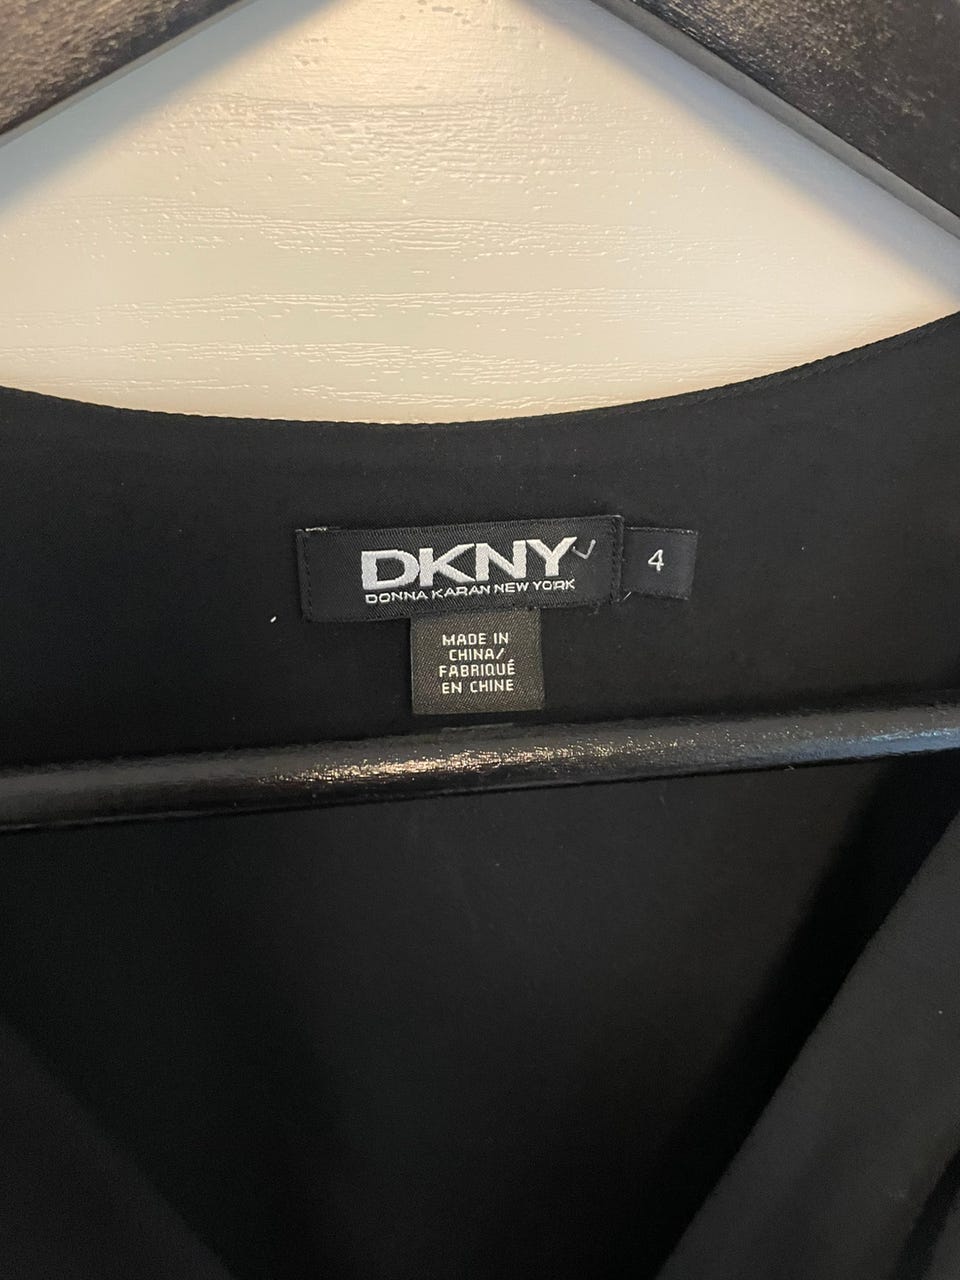 DKNY
DONNA KARAN NEW YORK
4
MADE IN
CHINA/
FABRIQUÉ
EN CHINE